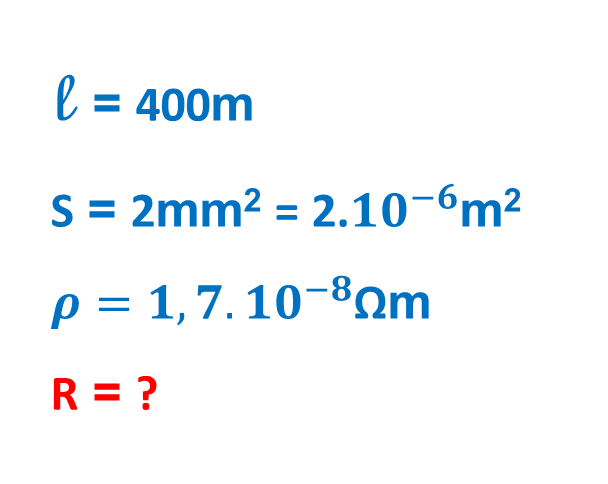 ℓ = 400m
S = 2mm² = 2.10⁻⁶m²
ρ = 1,7.10⁻⁸Ωm
R = ?